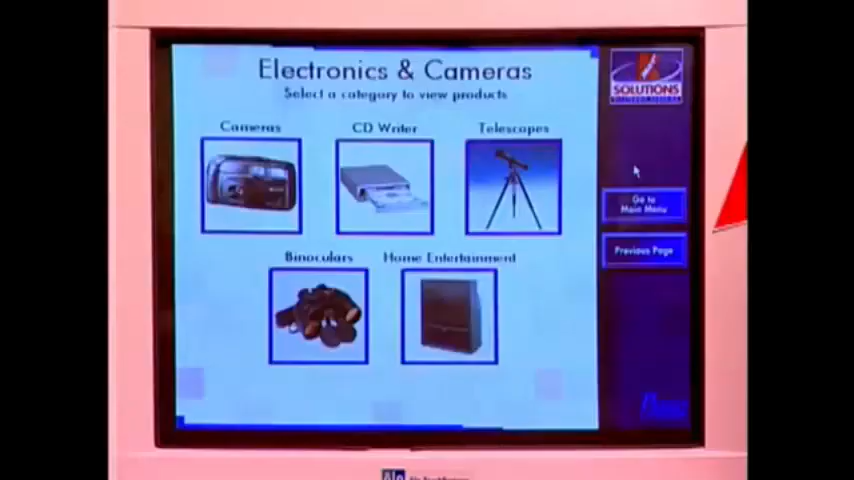 Electronics & Cameras
Select a category to view products
SOLUTIONS
Cameras
CD Writer
Telescopes
Go to
Main Menu
Previous Page
Binoculars
Home Entertainment